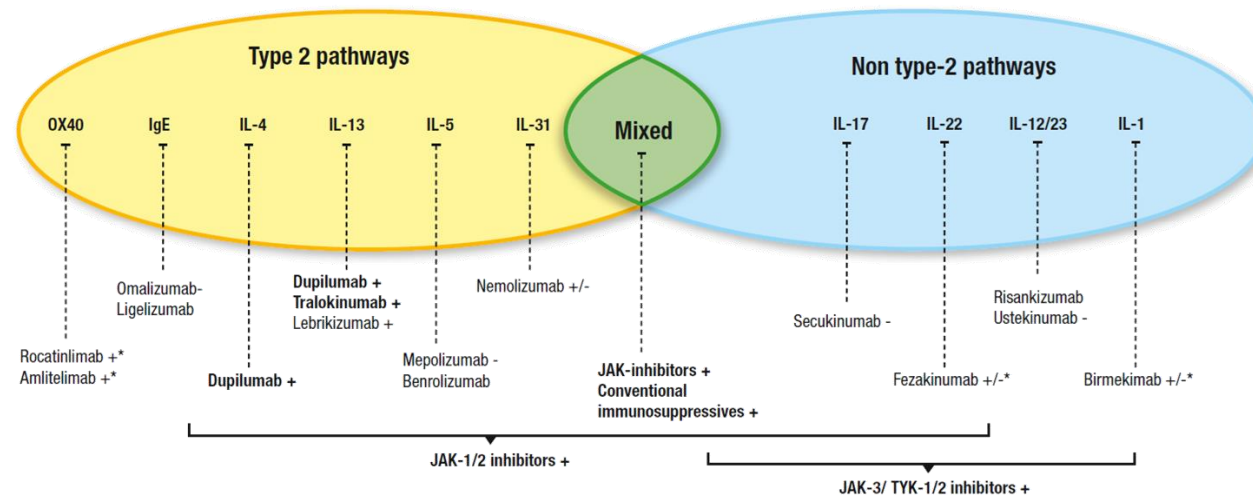 Type 2 pathways
Non type-2 pathways
OX40
IgE
IL-4
IL-13
IL-5
IL-31
Mixed
IL-17
IL-22
IL-12/23
IL-1
Omalizumab-
Ligelizumab
Dupilumab +
Tralokinumab +
Lebrikizumab +
Nemolizumab +/-
Secukinumab -
Risankizumab
Ustekinumab -
Rocatinlimab +*
Amlitelimab +*
Dupilumab +
Mepolizumab -
Benrolizumab
JAK-inhibitors +
Conventional
immunosuppressives +
Fezakinumab +/-*
Birmekimab +/-*
JAK-1/2 inhibitors +
JAK-3/ TYK-1/2 inhibitors +